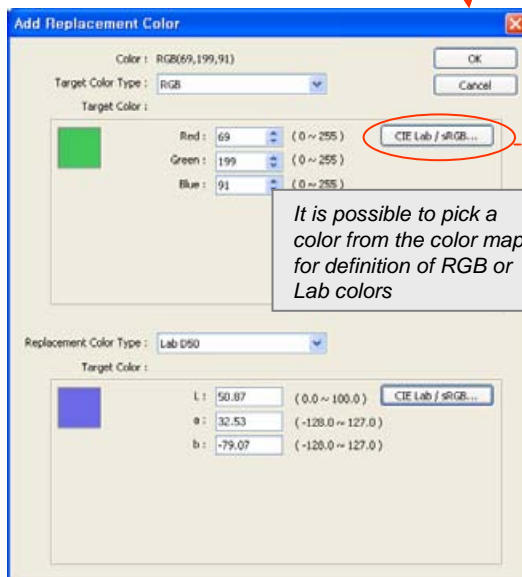 Add Replacement Color
Color : RGB(69,199,91)
OK
Target Color Type : RGB
Cancel
Target Color :
Red : 69 (0 ~ 255) CIE Lab / sRGB...
Green : 199 (0 ~ 255)
Blue : 91 (0 ~ 255)
It is possible to pick a
color from the color map
for definition of RGB or
Lab colors
Replacement Color Type : Lab D50
Target Color :
L : 50.87 (0.0 ~ 100.0) CIE Lab / sRGB...
a : 32.53 (-128.0 ~ 127.0)
b : -79.07 (-128.0 ~ 127.0)